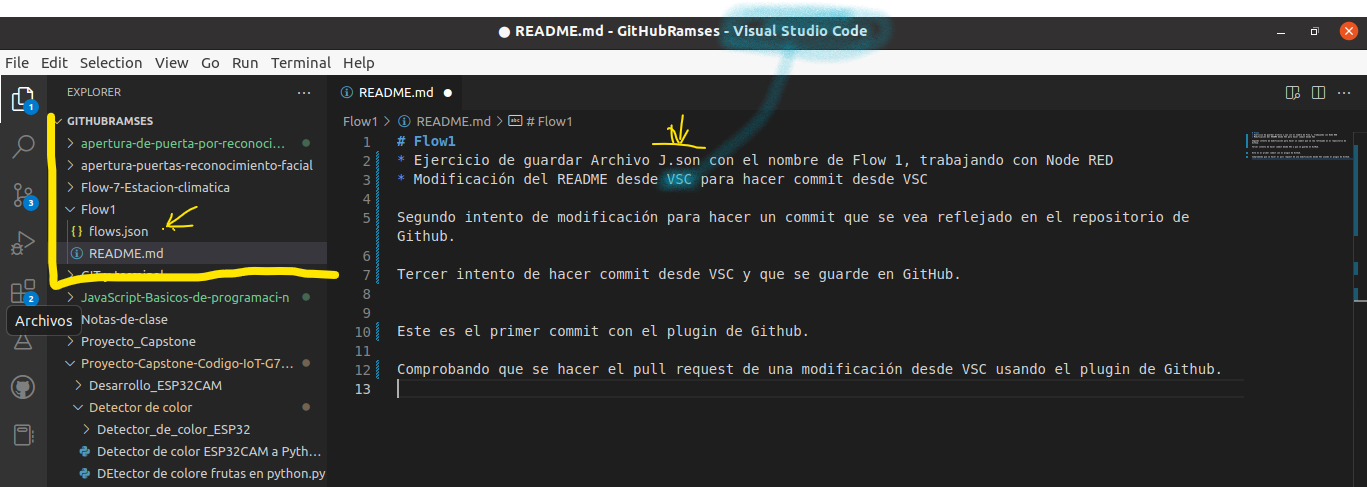 README.md - GitHubRamses - Visual Studio Code
File Edit Selection View Go Run Terminal Help
EXPLORER
GITHUBRAMSES
apertura-de-puerta-por-reconoci...
apertura-puertas-reconocimiento-facial
Flow-7-Estacion-climatica
Flow1
flows.json
README.md
JavaScript-Basicos-de-programaci-n
Notas-de-clase
Proyecto_Capstone
Proyecto-Capstone-Codigo-IoT-G7...
Desarrollo_ESP32CAM
Detector de color
Detector_de_color_ESP32
Detector de color ESP32CAM a Pyth...
DEtector de colore frutas en python.py
1
3
2
Archivos
README.md
Flow1 > README.md > # Flow1
1 # Flow1
2 * Ejercicio de guardar Archivo J.son con el nombre de Flow 1, trabajando con Node RED
3 * Modificación del README desde VSC para hacer commit desde VSC
4
5 Segundo intento de modificación para hacer un commit que se vea reflejado en el repositorio de
Github.
6
7 Tercer intento de hacer commit desde VSC y que se guarde en GitHub.
8
9
10 Este es el primer commit con el plugin de Github.
11
12 Comprobando que se hacer el pull request de una modificación desde VSC usando el plugin de Github.
13